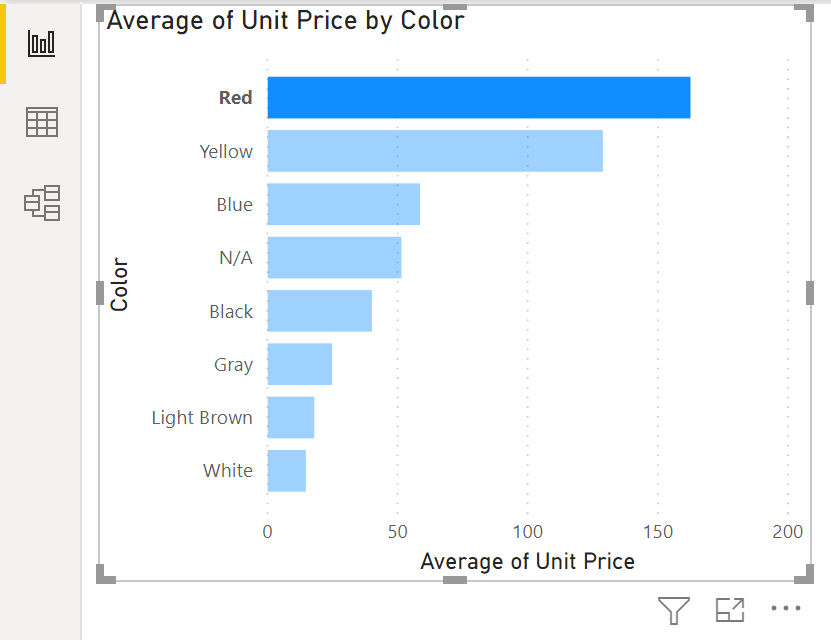 Average of Unit Price by Color
Color
Red
Yellow
Blue
N/A
Black
Gray
Light Brown
White
0 50 100 150 200
Average of Unit Price